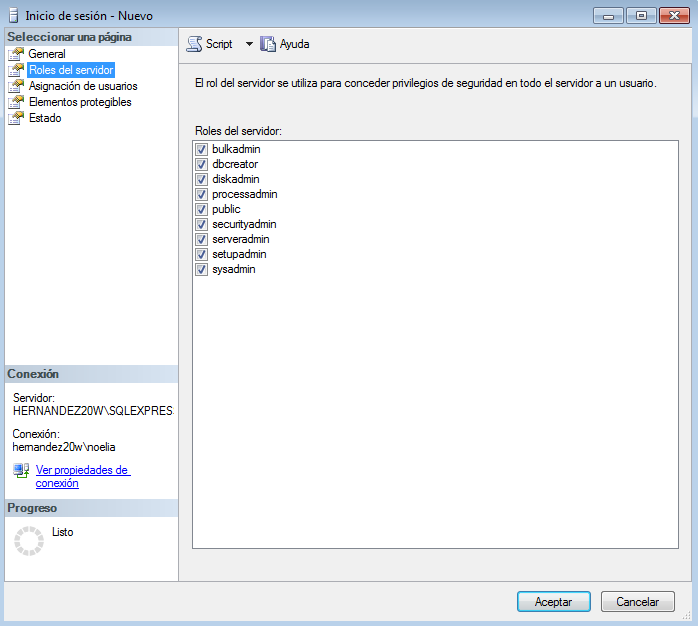 Inicio de sesión - Nuevo
Seleccionar una página
General
Roles del servidor
Asignación de usuarios
Elementos protegibles
Estado
Script
Ayuda
El rol del servidor se utiliza para conceder privilegios de seguridad en todo el servidor a un usuario.
Roles del servidor:
bulkadmin
dbcreator
diskadmin
processadmin
public
securityadmin
serveradmin
setupadmin
sysadmin
Conexión
Servidor:
HERNANDEZ20W\SQLEXPRES
Conexión:
hernandez20w\noelia
Ver propiedades de
conexión
Progreso
Listo
Aceptar
Cancelar